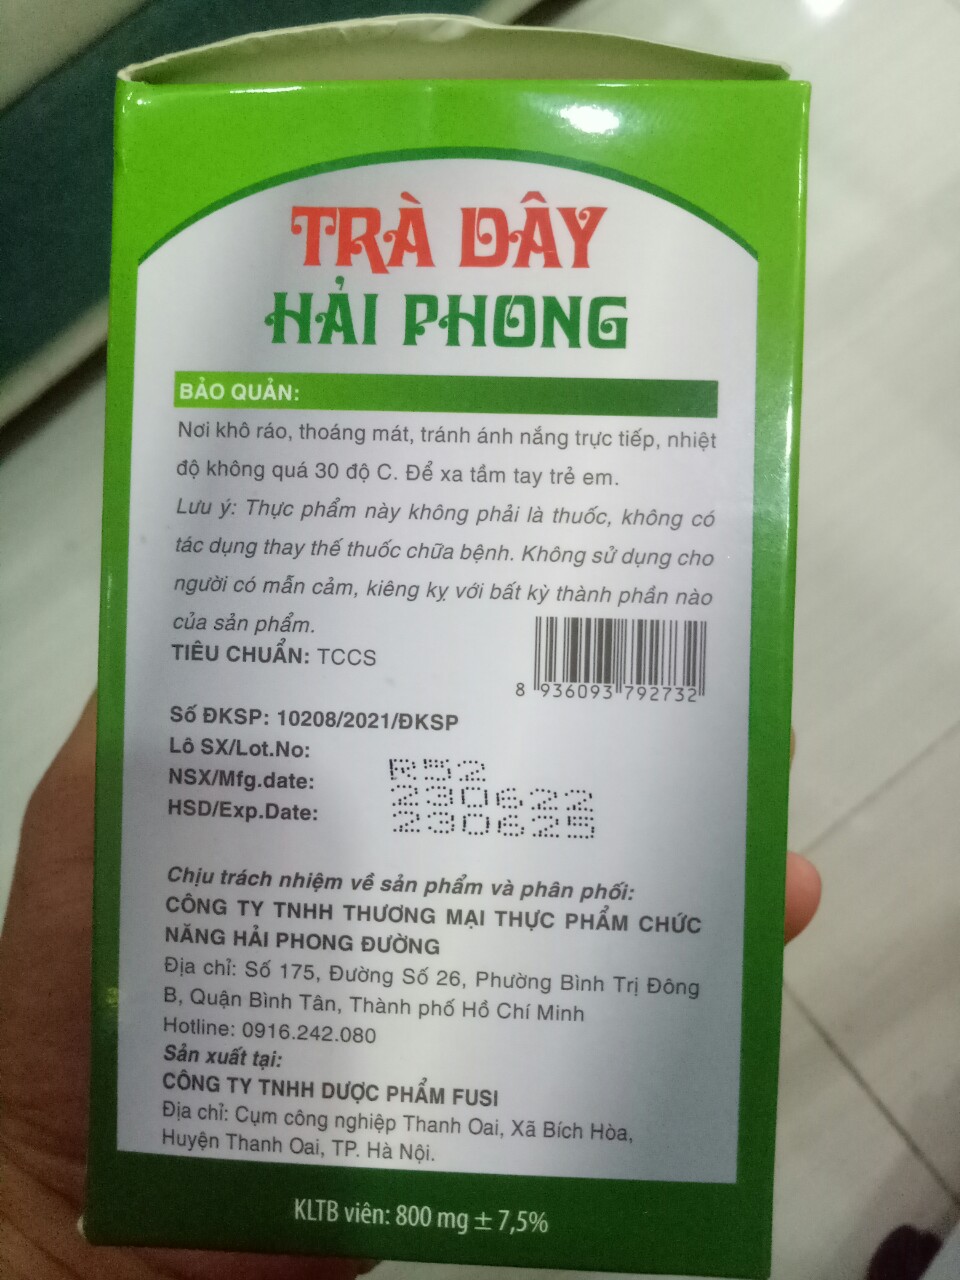 TRÀ DÂY
HẢI PHONG
BẢO QUẢN:
Nơi khô ráo, thoáng mát, tránh ánh nắng trực tiếp, nhiệt
độ không quá 30 độ C. Để xa tầm tay trẻ em.
Lưu ý: Thực phẩm này không phải là thuốc, không có
tác dụng thay thế thuốc chữa bệnh. Không sử dụng cho
người có mẫn cảm, kiêng kỵ với bất kỳ thành phần nào
của sản phẩm.
TIÊU CHUẨN: TCCS
8 936093 792732
Số ĐKSP: 10208/2021/ĐKSP
Lô SX/Lot.No: R52
NSX/Mfg.date: 230622
HSD/Exp.Date: 230625
Chịu trách nhiệm về sản phẩm và phân phối:
CÔNG TY TNHH THƯƠNG MẠI THỰC PHẨM CHỨC
NĂNG HẢI PHONG ĐƯỜNG
Địa chỉ: Số 175, Đường Số 26, Phường Bình Trị Đông
B, Quận Bình Tân, Thành phố Hồ Chí Minh
Hotline: 0916.242.080
Sản xuất tại:
CÔNG TY TNHH DƯỢC PHẨM FUSI
Địa chỉ: Cụm công nghiệp Thanh Oai, Xã Bích Hòa,
Huyện Thanh Oai, TP. Hà Nội.
KLTB viên: 800 mg ± 7,5%